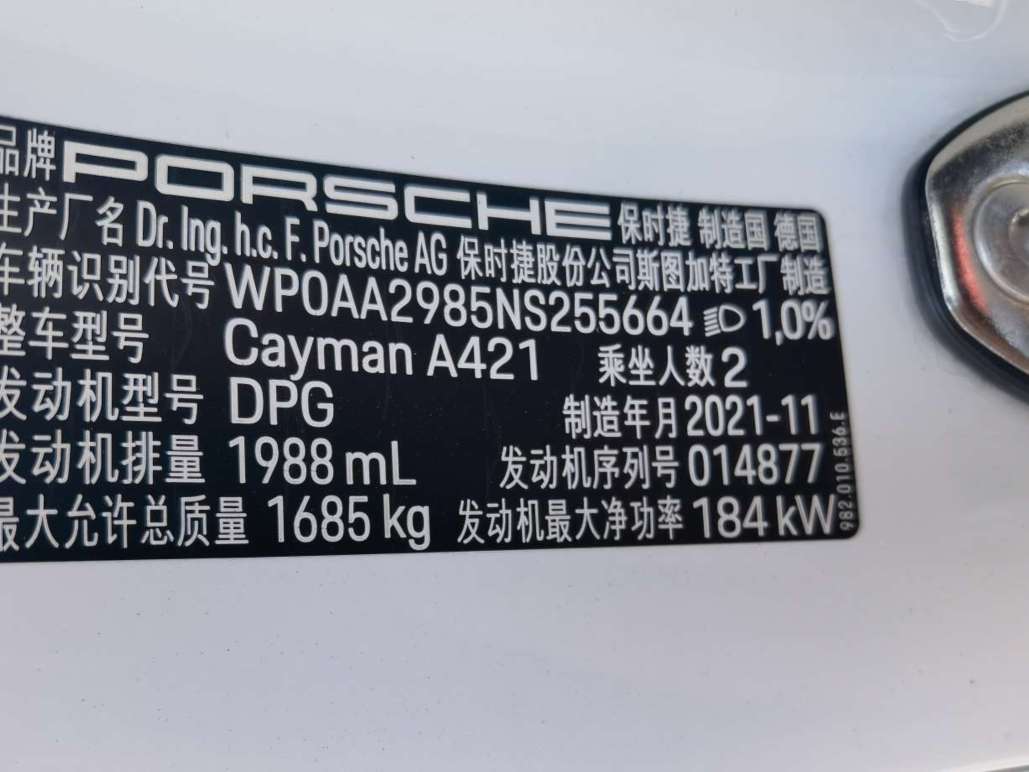 品牌 PORSCHE 保时捷 制造国 德国
生产厂名 Dr. Ing. h.c. F. Porsche AG 保时捷股份公司斯图加特工厂制造
车辆识别代号 WP0AA2985NS255664 1,0%
整车型号 Cayman A421 乘坐人数 2
发动机型号 DPG 制造年月 2021-11
发动机排量 1988 mL 发动机序列号 014877
最大允许总质量 1685 kg 发动机最大净功率 184 kW
982.010.536.E